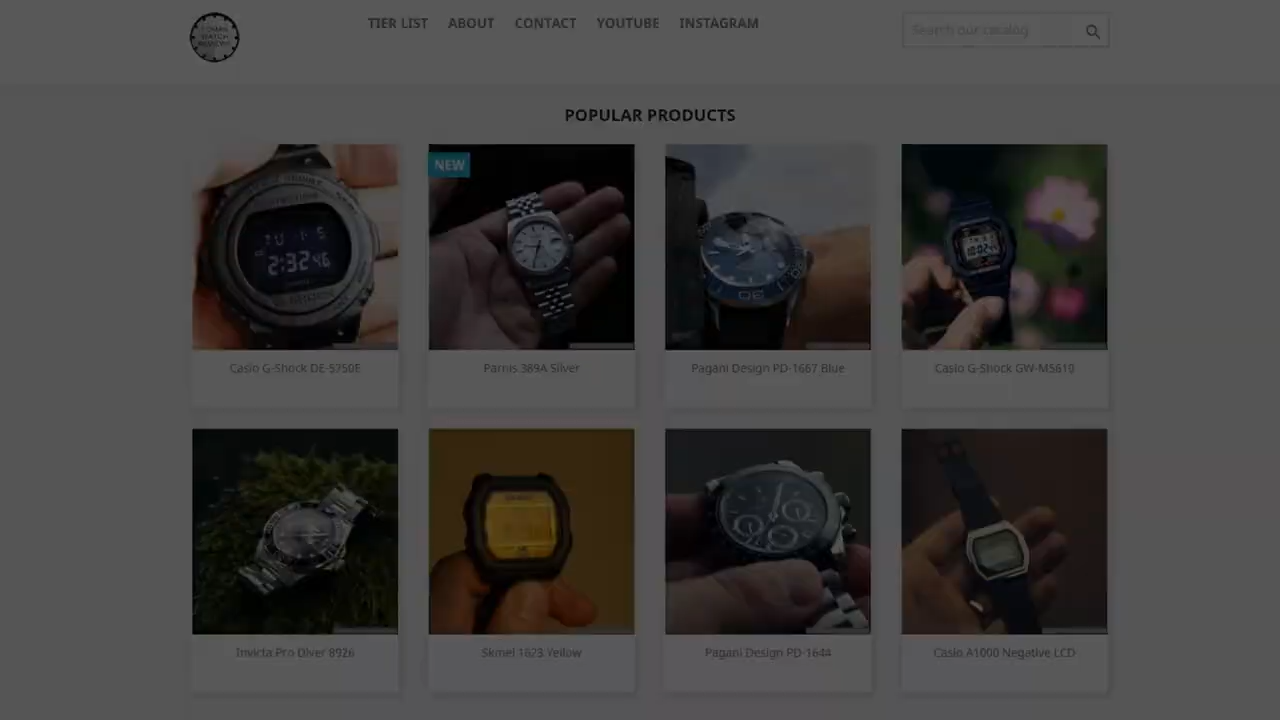 TIER LIST ABOUT CONTACT YOUTUBE INSTAGRAM
Search our catalog
POPULAR PRODUCTS
NEW
Casio G-Shock DE-5750E
Parnis 389A Silver
Pagani Design PD-1667 Blue
Casio G-Shock GW-M5610
Invicta Pro Diver 8926
Skmei 1623 Yellow
Pagani Design PD-1644
Casio A1000 Negative LCD